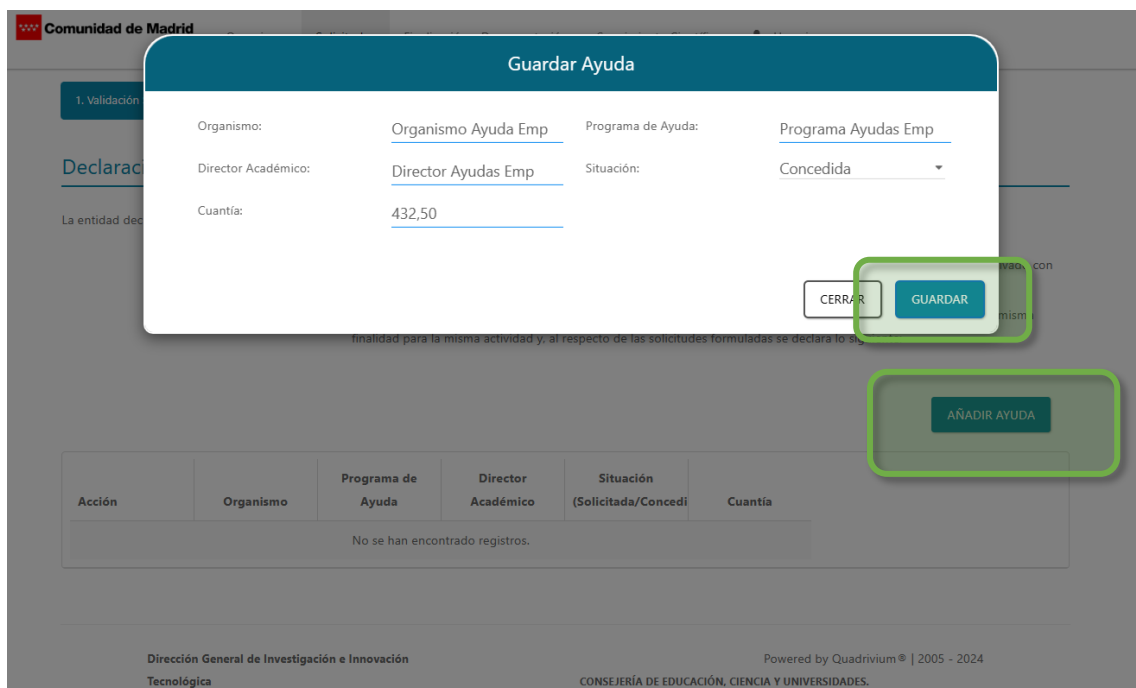 Comunidad de Madrid
Guardar Ayuda
1. Validación
Organismo: Organismo Ayuda Emp Programa de Ayuda: Programa Ayudas Emp
Declaraci
Director Académico: Director Ayudas Emp Situación: Concedida
La entidad dec
Cuantía: 432,50
con
CERRAR GUARDAR
misma
finalidad para la misma actividad y, al respecto de las solicitudes formuladas se declara lo
AÑADIR AYUDA
Acción Organismo Programa de Ayuda Director Académico Situación (Solicitada/Concedi Cuantía
No se han encontrado registros.
Dirección General de Investigación e Innovación Powered by Quadrivium® | 2005 - 2024
Tecnológica CONSEJERÍA DE EDUCACIÓN, CIENCIA Y UNIVERSIDADES.